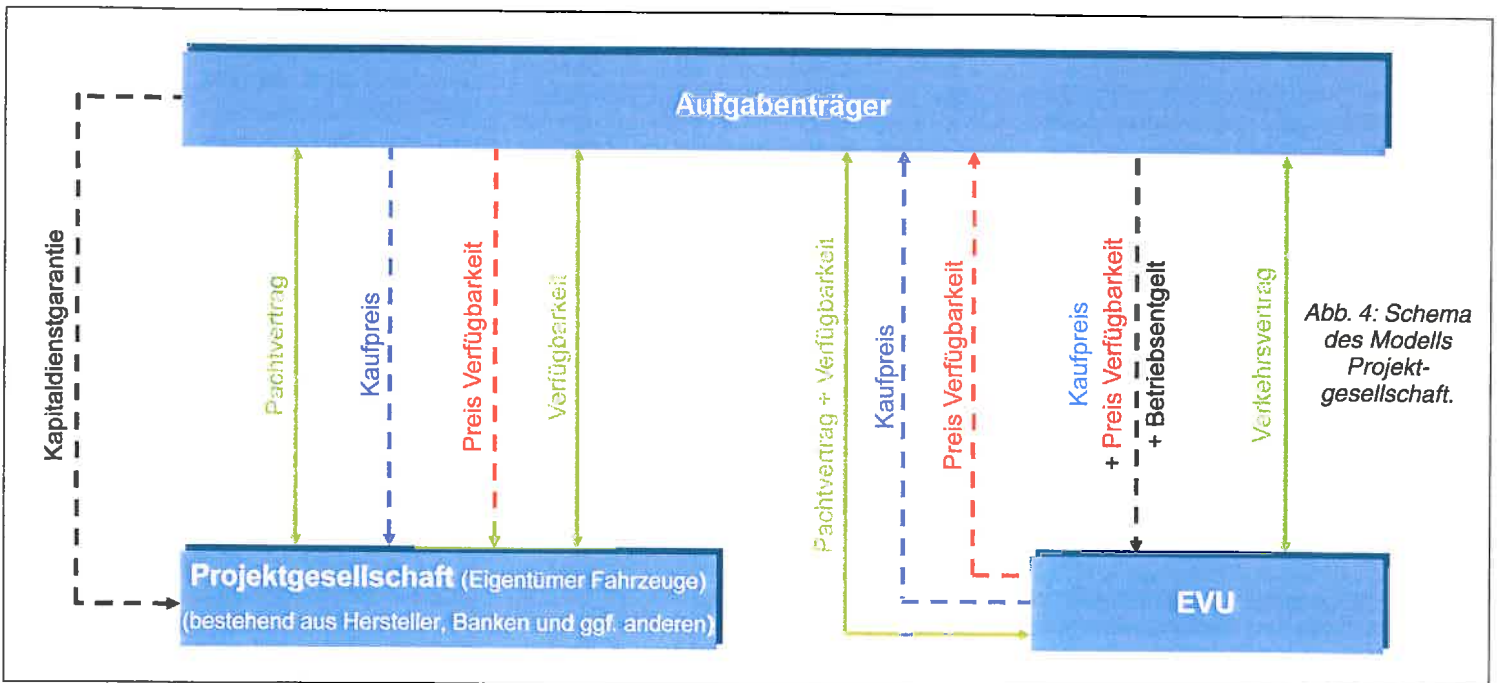 Aufgabenträger
Kapitaldienstgarantie
Pachtvertrag
Kaufpreis
Preis Verfügbarkeit
Verfügbarkeit
Pachtvertrag + Verfügbarkeit
Kaufpreis
Preis Verfügbarkeit
Kaufpreis
+ Preis Verfügbarkeit
+ Betriebsentgelt
Verkehrsvertrag
Abb. 4: Schema
des Modells
Projekt-
gesellschaft.
Projektgesellschaft (Eigentümer Fahrzeuge)
(bestehend aus Hersteller, Banken und ggf. anderen)
EVU